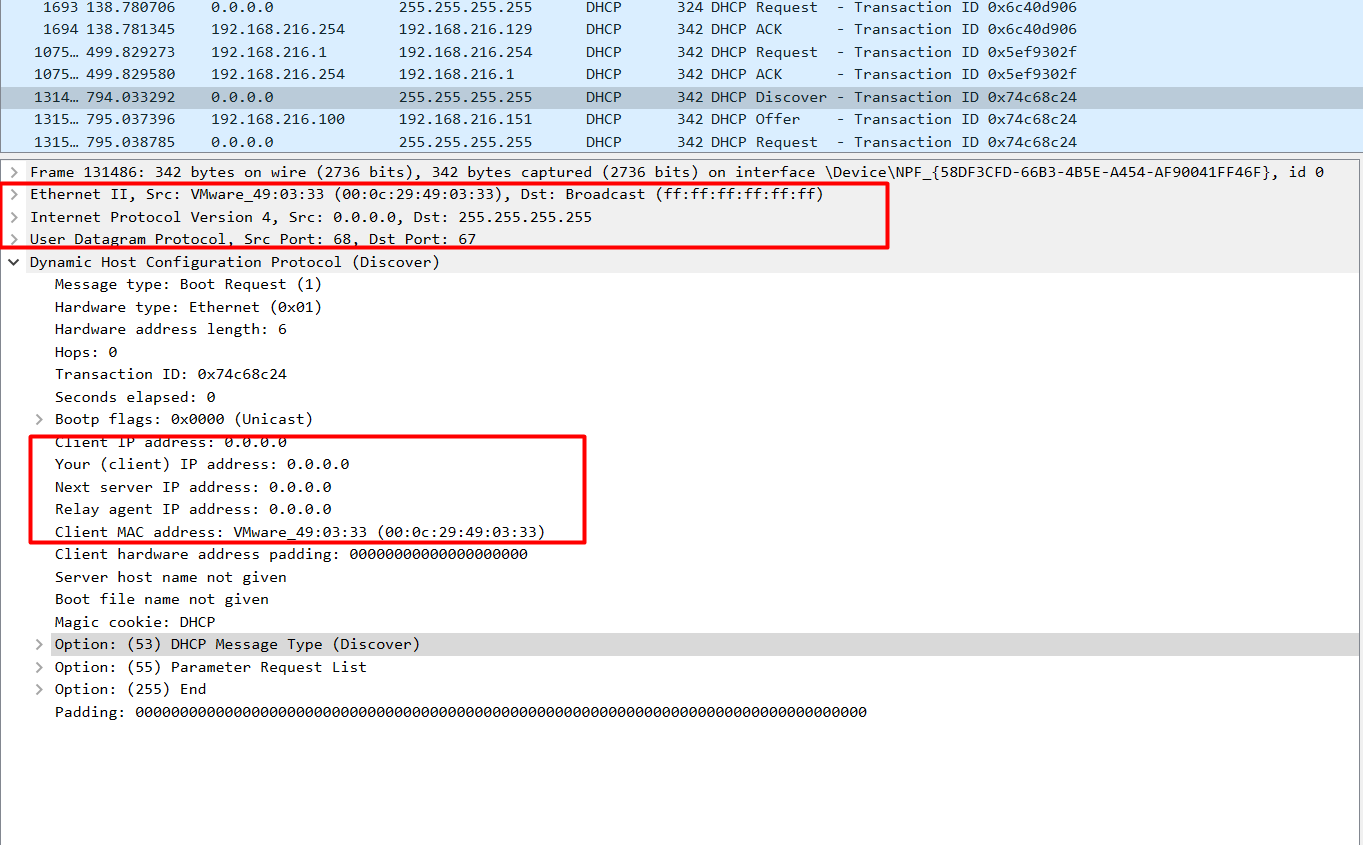 1693 138.780706 0.0.0.0 255.255.255.255 DHCP 324 DHCP Request - Transaction ID 0x6c40d906
1694 138.781345 192.168.216.254 192.168.216.129 DHCP 342 DHCP ACK - Transaction ID 0x6c40d906
1075… 499.829273 192.168.216.1 192.168.216.254 DHCP 342 DHCP Request - Transaction ID 0x5ef9302f
1075… 499.829580 192.168.216.254 192.168.216.1 DHCP 342 DHCP ACK - Transaction ID 0x5ef9302f
1314… 794.033292 0.0.0.0 255.255.255.255 DHCP 342 DHCP Discover - Transaction ID 0x74c68c24
1315… 795.037396 192.168.216.100 192.168.216.151 DHCP 342 DHCP Offer - Transaction ID 0x74c68c24
1315… 795.038785 0.0.0.0 255.255.255.255 DHCP 342 DHCP Request - Transaction ID 0x74c68c24
Frame 131486: 342 bytes on wire (2736 bits), 342 bytes captured (2736 bits) on interface \Device\NPF_{58DF3CFD-66B3-4B5E-A454-AF90041FF46F}, id 0
Ethernet II, Src: VMware_49:03:33 (00:0c:29:49:03:33), Dst: Broadcast (ff:ff:ff:ff:ff:ff)
Internet Protocol Version 4, Src: 0.0.0.0, Dst: 255.255.255.255
User Datagram Protocol, Src Port: 68, Dst Port: 67
Dynamic Host Configuration Protocol (Discover)
Message type: Boot Request (1)
Hardware type: Ethernet (0x01)
Hardware address length: 6
Hops: 0
Transaction ID: 0x74c68c24
Seconds elapsed: 0
Bootp flags: 0x0000 (Unicast)
Client IP address: 0.0.0.0
Your (client) IP address: 0.0.0.0
Next server IP address: 0.0.0.0
Relay agent IP address: 0.0.0.0
Client MAC address: VMware_49:03:33 (00:0c:29:49:03:33)
Client hardware address padding: 00000000000000000000
Server host name not given
Boot file name not given
Magic cookie: DHCP
Option: (53) DHCP Message Type (Discover)
Option: (55) Parameter Request List
Option: (255) End
Padding: 0000000000000000000000000000000000000000000000000000000000000000000000000000000000